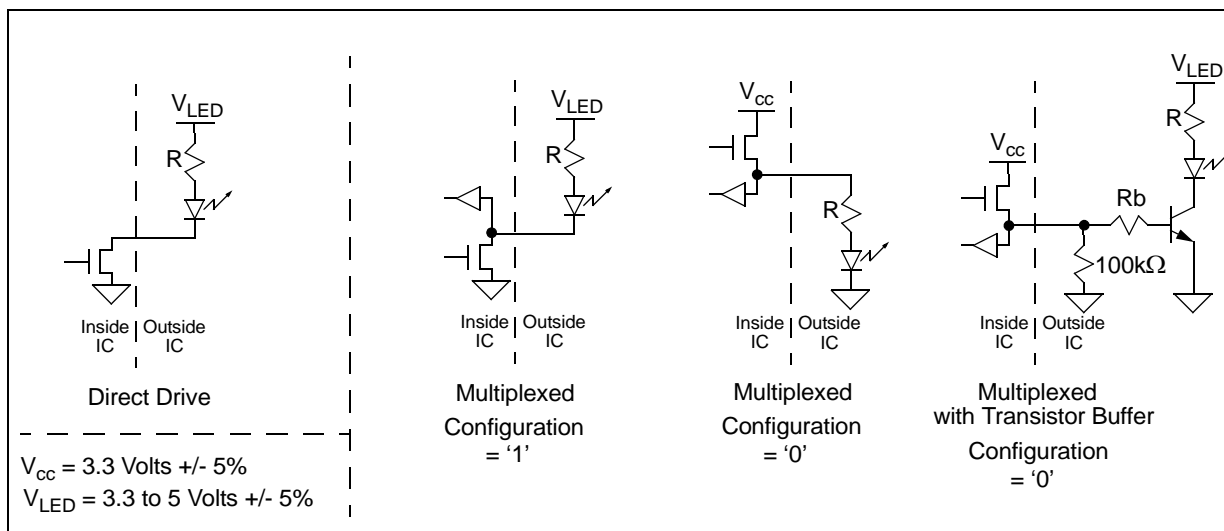 V_LED
R
Inside IC
Outside IC
Direct Drive
V_LED
R
Inside IC
Outside IC
Multiplexed
Configuration
= ‘1’
V_cc
R
Inside IC
Outside IC
Multiplexed
Configuration
= ‘0’
V_LED
R
V_cc
Rb
100kΩ
Inside IC
Outside IC
Multiplexed
with Transistor Buffer
Configuration
= ‘0’
V_cc = 3.3 Volts +/- 5%
V_LED = 3.3 to 5 Volts +/- 5%